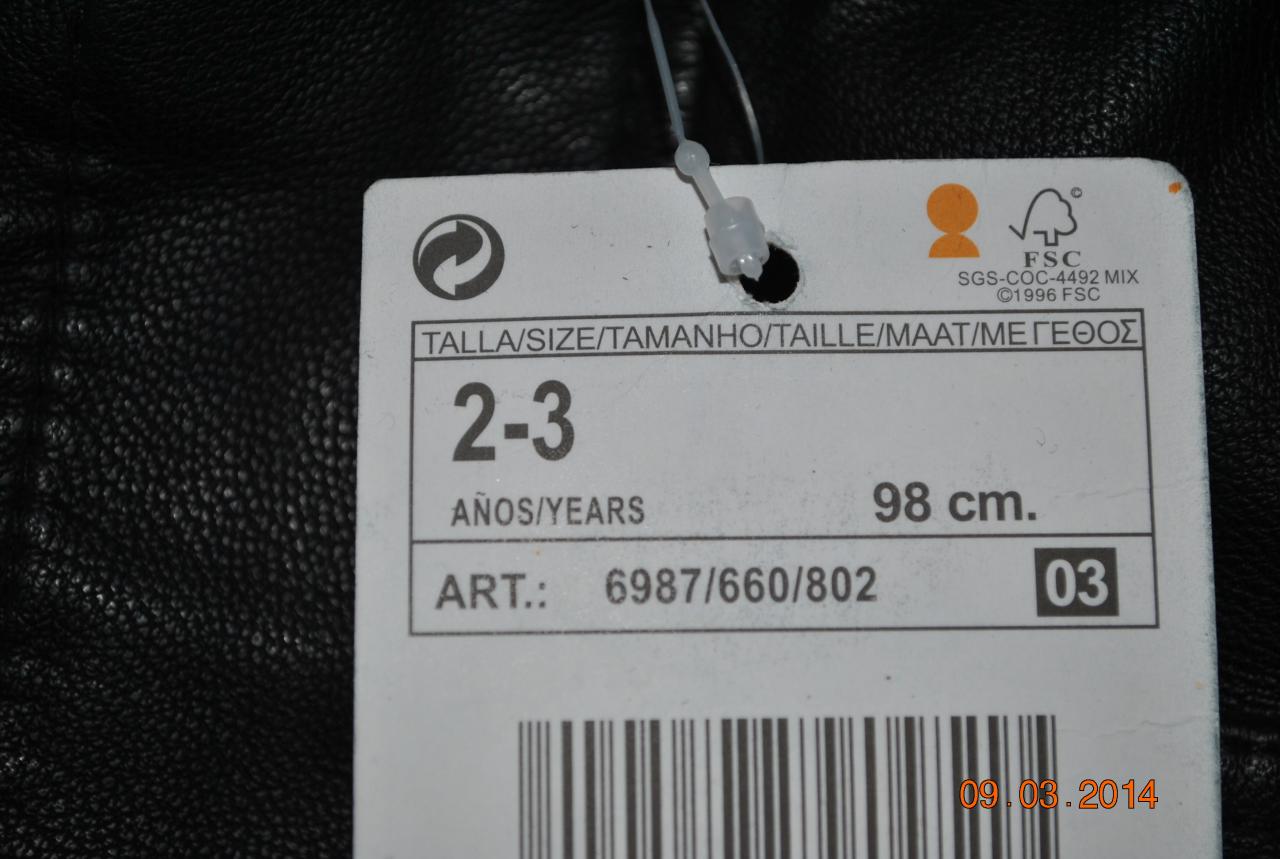 ©
FSC
SGS-COC-4492 MIX
©1996 FSC
TALLA/SIZE/TAMANHO/TAILLE/MAAT/ΜΕΓΕΘΟΣ
2-3
AÑOS/YEARS
98 cm.
ART.: 6987/660/802
03
09.03.2014